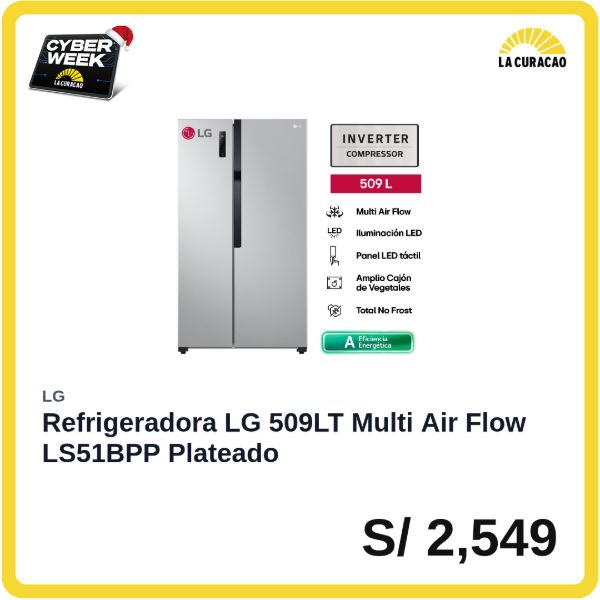 CYBER
WEEK
LA CURACAO
LA CURACAO
LG
INVERTER
COMPRESSOR
509 L
Multi Air Flow
LED
Iluminación LED
Panel LED táctil
Amplio Cajón
de Vegetales
Total No Frost
A Eficiencia
Energética
LG
Refrigeradora LG 509LT Multi Air Flow
LS51BPP Plateado
S/ 2,549